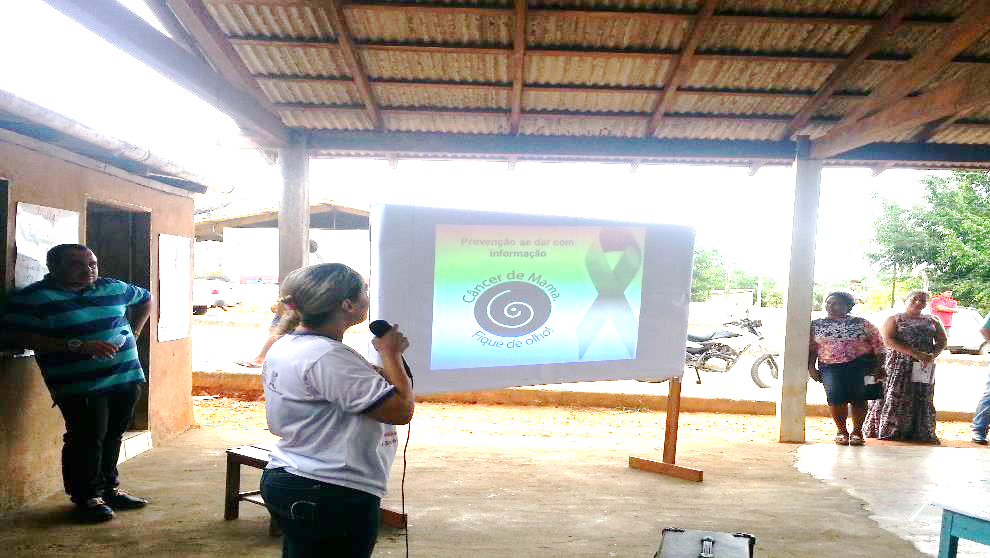 Prevenção se dar com
informação
Câncer de Mama
Fique de olho!